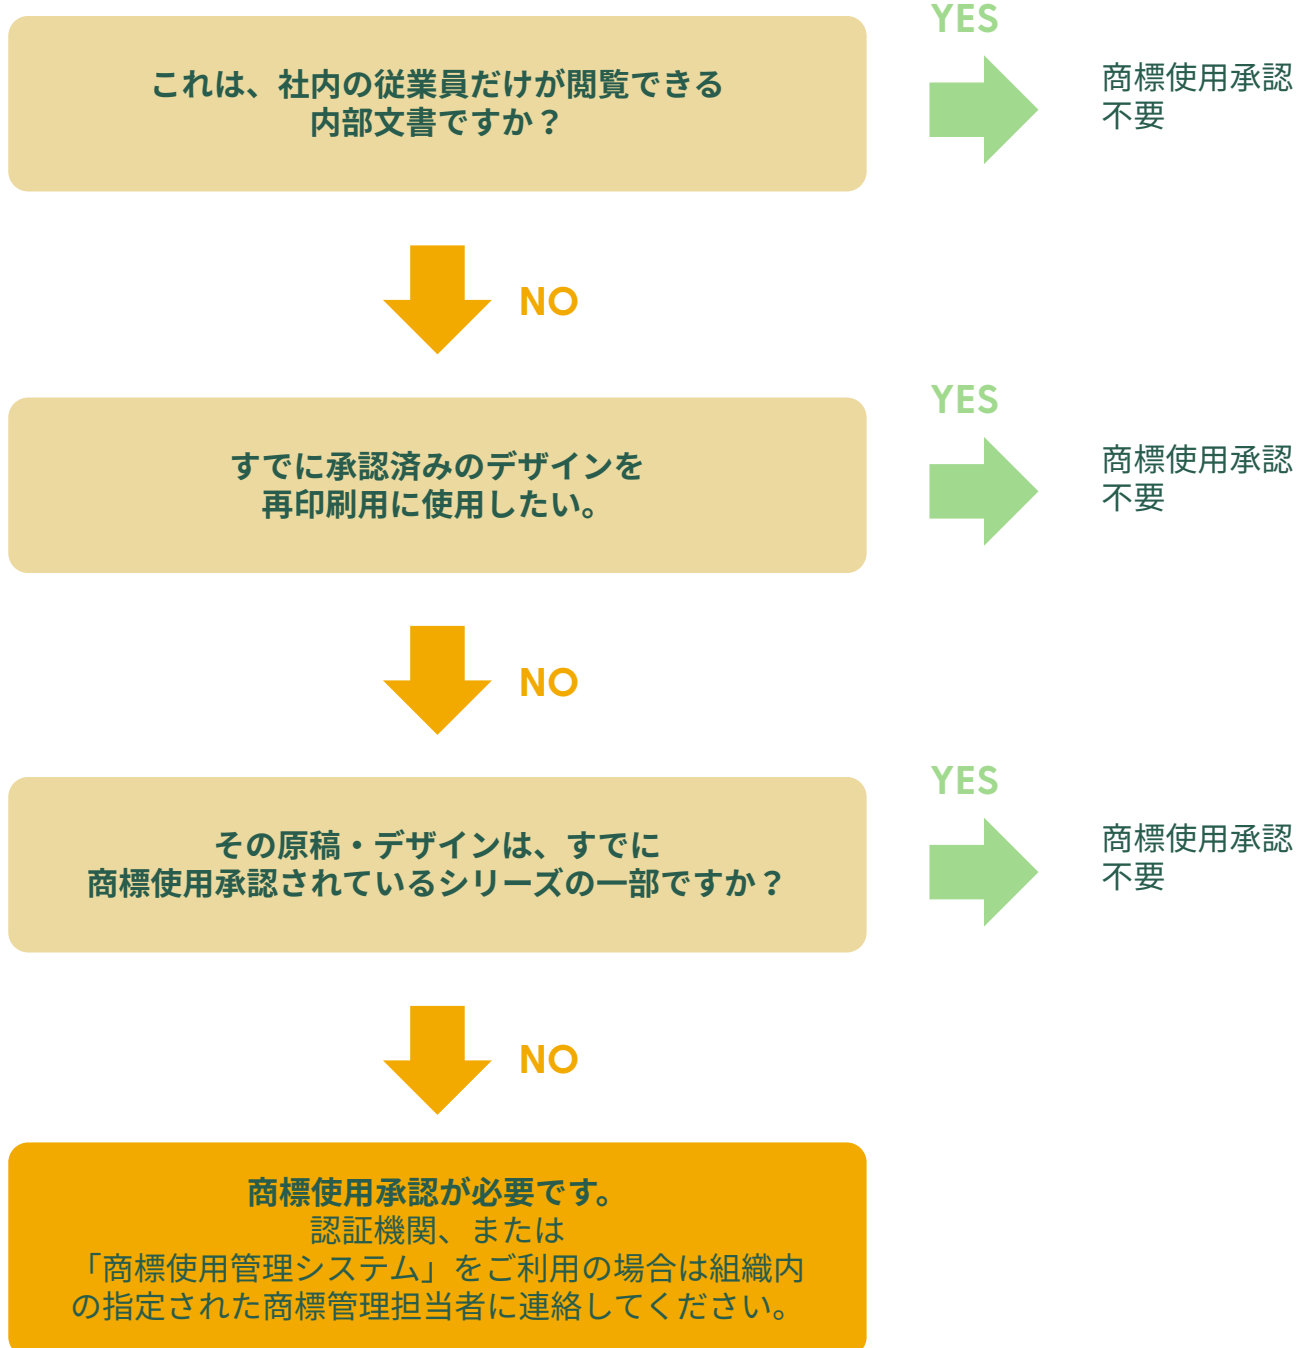 YES
これは、社内の従業員だけが閲覧できる
内部文書ですか？
商標使用承認
不要
NO
YES
すでに承認済みのデザインを
再印刷用に使用したい。
商標使用承認
不要
NO
YES
その原稿・デザインは、すでに
商標使用承認されているシリーズの一部ですか？
商標使用承認
不要
NO
商標使用承認が必要です。
認証機関、または
「商標使用管理システム」をご利用の場合は組織内
の指定された商標管理担当者に連絡してください。